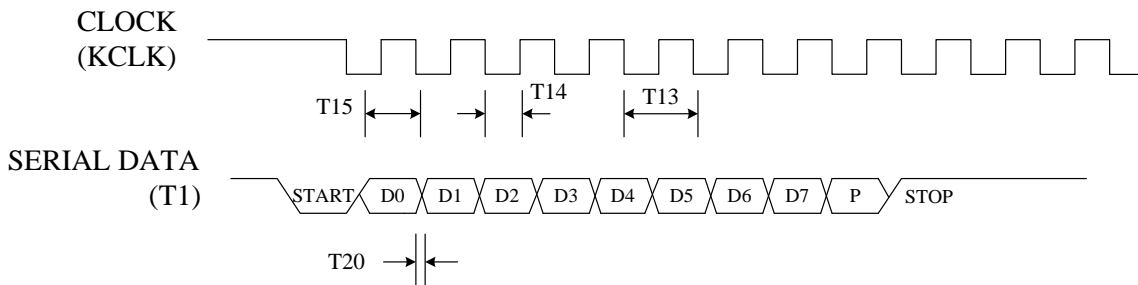 CLOCK
(KCLK)
T15
T14
T13
SERIAL DATA
(T1)
START D0 D1 D2 D3 D4 D5 D6 D7 P STOP
T20